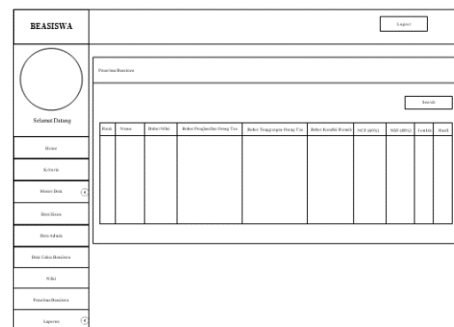 BEASISWA
Logout
Selamat Datang
Penerima Beasiswa
Rank Nama Bobot Nilai Bobot Penghasilan Orang Tua Bobot Tanggungan Orang Tua Bobot Kondisi Rumah NCF (60%) NSF (40%) Jumlah Hasil
Home
Kriteria
Master Data
Data Siswa
Data Admin
Data Calon Beasiswa
Nilai
Penerima Beasiswa
Laporan